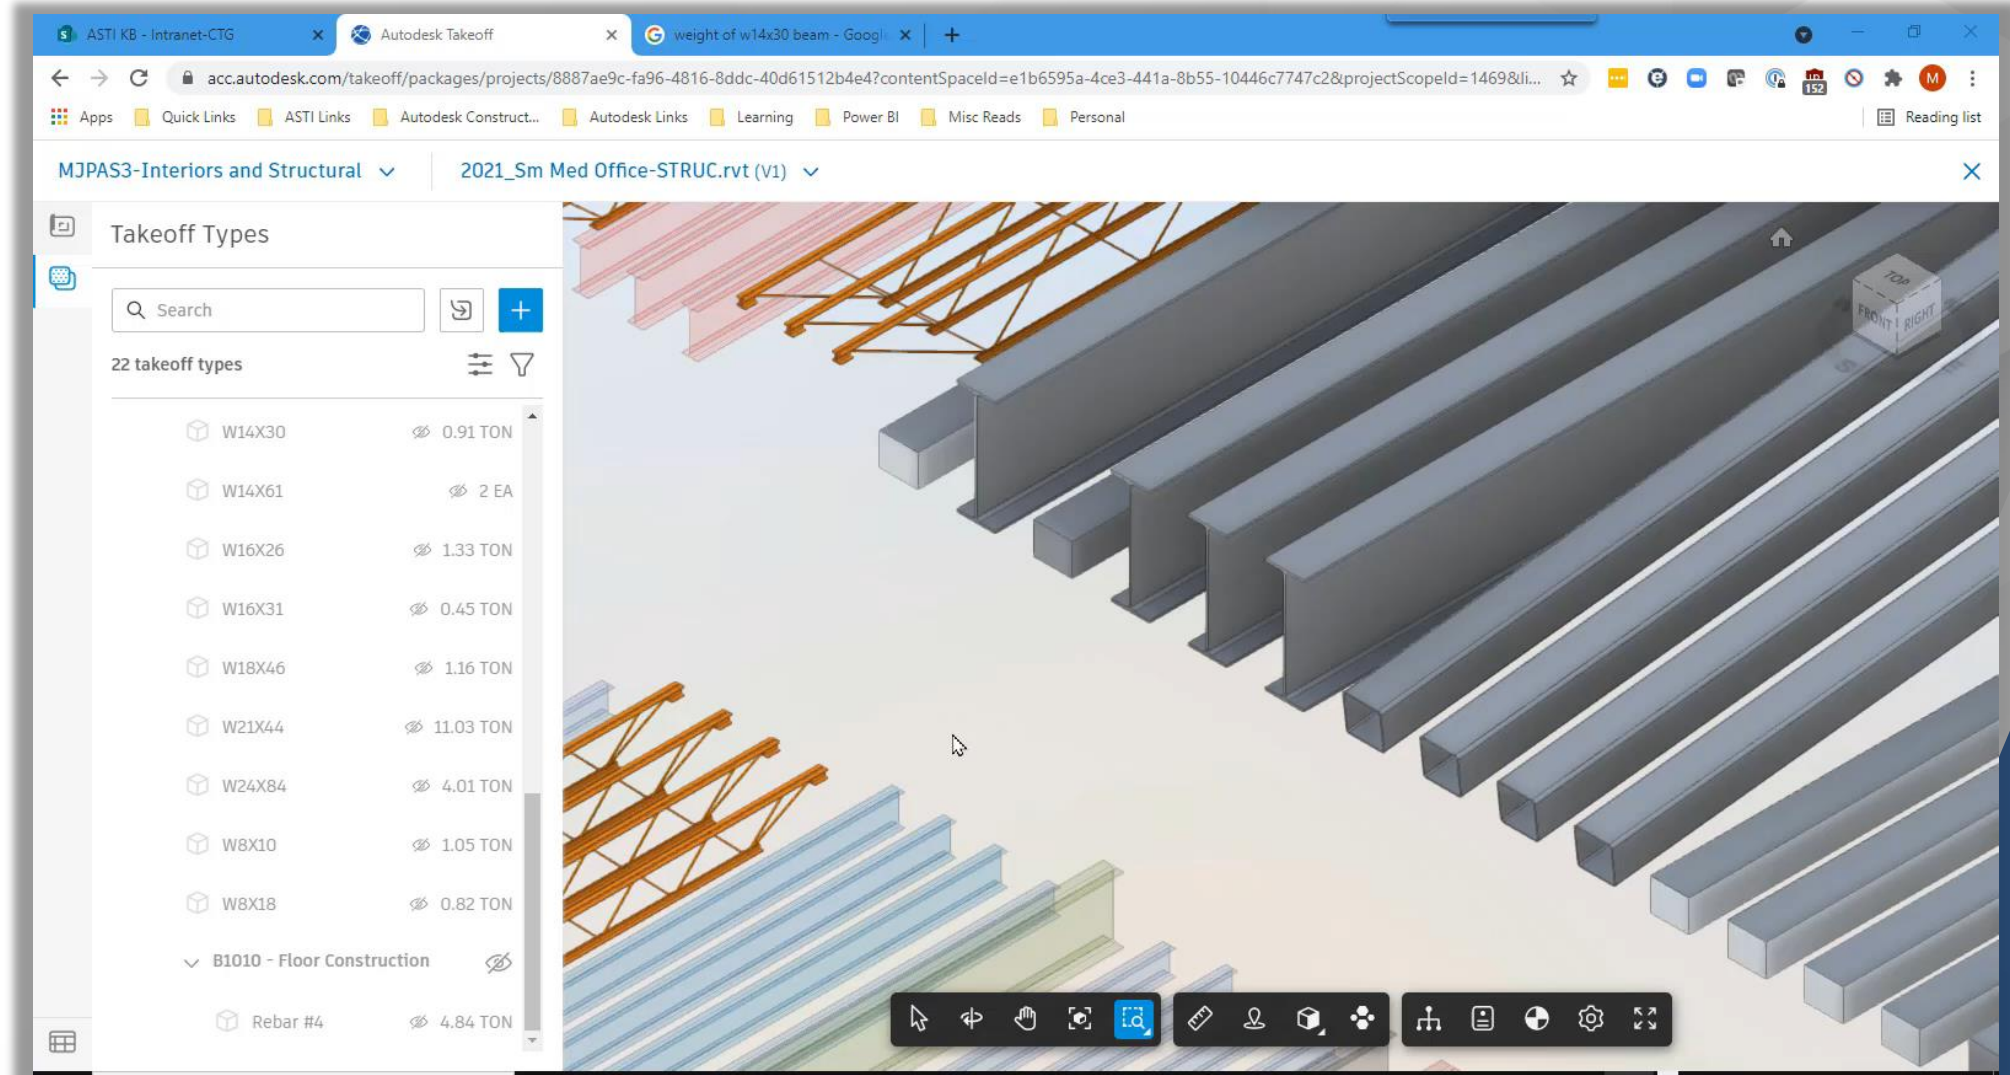 ASTI KB - Intranet-CTG
Autodesk Takeoff
weight of w14x30 beam - Googl
acc.autodesk.com/takeoff/packages/projects/8887ae9c-fa96-4816-8ddc-40d61512b4e4?contentSpaceId=e1b6595a-4ce3-441a-8b55-10446c7747c2&projectScopeId=1469&li...
152
M
Apps
Quick Links
ASTI Links
Autodesk Construct...
Autodesk Links
Learning
Power BI
Misc Reads
Personal
Reading list
MJPAS3-Interiors and Structural
2021_Sm Med Office-STRUC.rvt (V1)
Takeoff Types
Search
22 takeoff types
W14X30 0.91 TON
W14X61 2 EA
W16X26 1.33 TON
W16X31 0.45 TON
W18X46 1.16 TON
W21X44 11.03 TON
W24X84 4.01 TON
W8X10 1.05 TON
W8X18 0.82 TON
B1010 - Floor Construction
Rebar #4 4.84 TON
TOP
FRONT RIGHT
S